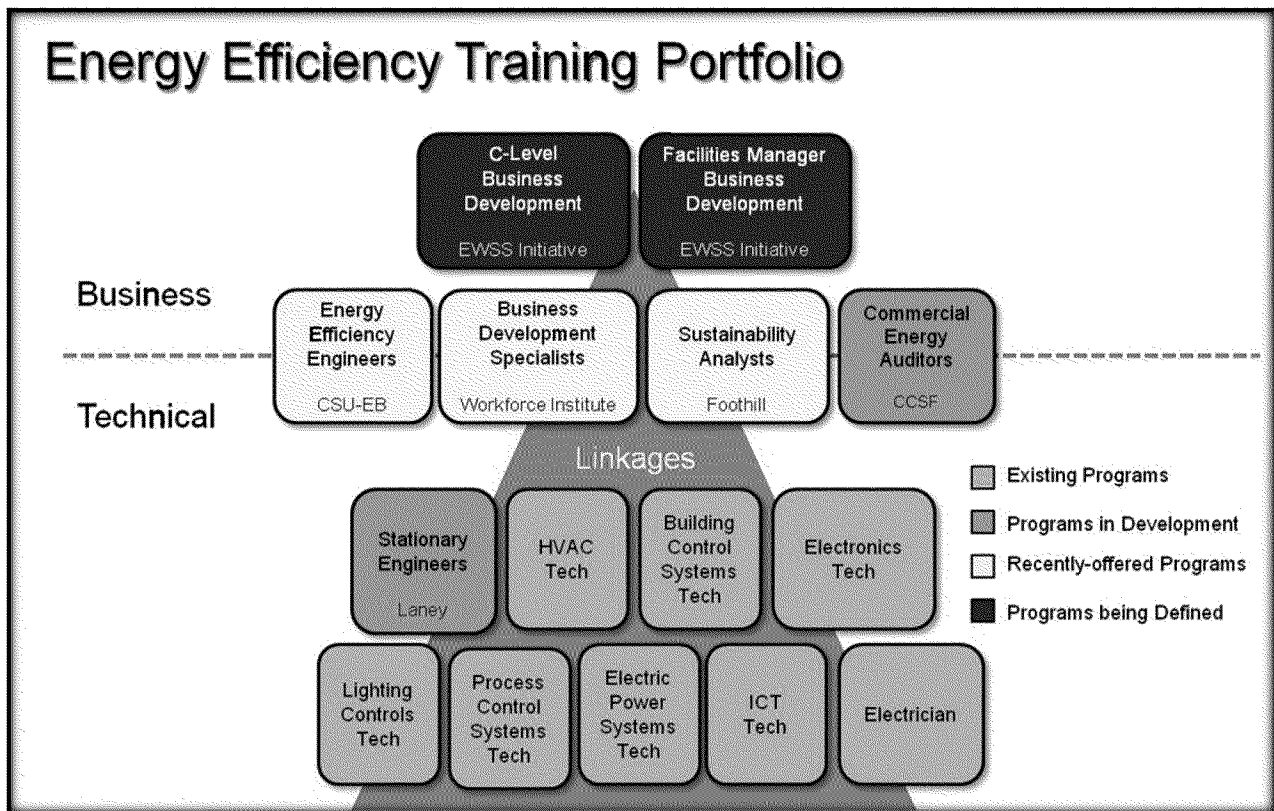 Energy Efficiency Training Portfolio
C-Level
Business
Development
EWSS Initiative
Facilities Manager
Business
Development
EWSS Initiative
Business
Technical
Energy
Efficiency
Engineers
CSU-EB
Business
Development
Specialists
Workforce Institute
Sustainability
Analysts
Foothill
Commercial
Energy
Auditors
CCSF
Linkages
Stationary
Engineers
Laney
HVAC
Tech
Building
Control
Systems
Tech
Electronics
Tech
Existing Programs
Programs in Development
Recently-offered Programs
Programs being Defined
Lighting
Controls
Tech
Process
Control
Systems
Tech
Electric
Power
Systems
Tech
ICT
Tech
Electrician